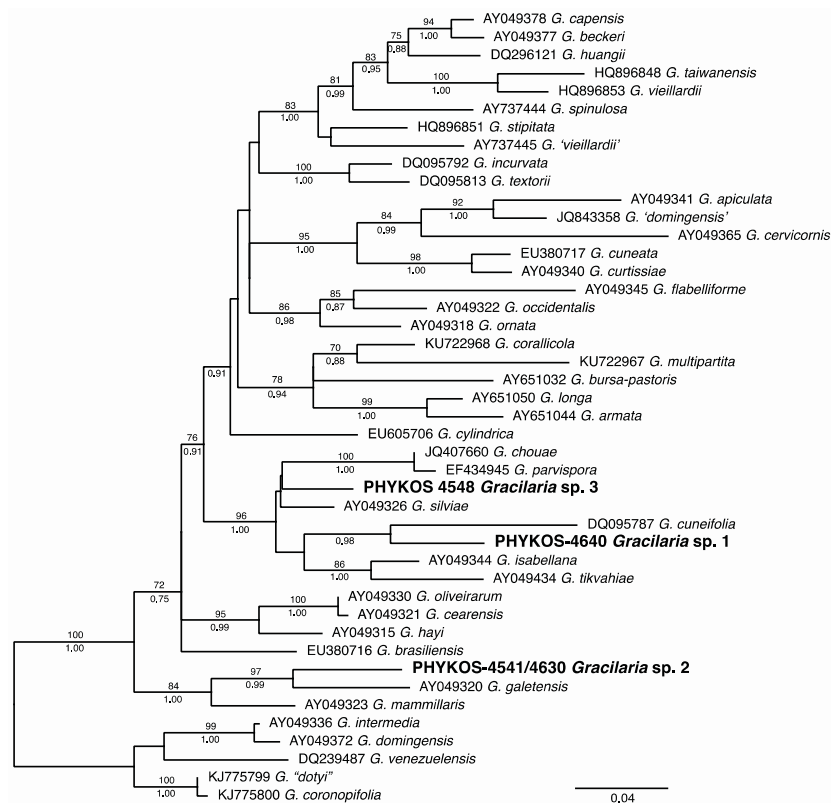 94
AY049378 G. capensis
75
1.00
AY049377 G. beckeri
83
0.88
DQ296121 G. huangii
81
0.95
100
HQ896848 G. taiwanensis
0.99
1.00
HQ896853 G. vieillardii
83
AY737444 G. spinulosa
1.00
HQ896851 G. stipitata
AY737445 G. 'vieillardii'
100
DQ095792 G. incurvata
1.00
DQ095813 G. textorii
92
AY049341 G. apiculata
84
1.00
JQ843358 G. 'domingensis'
95
0.99
AY049365 G. cervicornis
1.00
98
EU380717 G. cuneata
1.00
AY049340 G. curtissiae
85
AY049345 G. flabelliforme
86
0.87
AY049322 G. occidentalis
0.98
AY049318 G. ornata
70
KU722968 G. corallicola
0.91
0.88
KU722967 G. multipartita
78
AY651032 G. bursa-pastoris
0.94
99
AY651050 G. longa
1.00
AY651044 G. armata
76
EU605706 G. cylindrica
0.91
100
JQ407660 G. chouae
1.00
EF434945 G. parvispora
PHYKOS 4548 Gracilaria sp. 3
96
AY049326 G. silviae
1.00
DQ095787 G. cuneifolia
0.98
PHYKOS-4640 Gracilaria sp. 1
86
AY049344 G. isabellana
1.00
AY049434 G. tikvahiae
72
0.75
100
AY049330 G. oliveirarum
95
1.00
AY049321 G. cearensis
0.99
AY049315 G. hayi
100
EU380716 G. brasiliensis
1.00
97
PHYKOS-4541/4630 Gracilaria sp. 2
84
0.99
AY049320 G. galetensis
1.00
AY049323 G. mammillaris
99
AY049336 G. intermedia
1.00
AY049372 G. domingensis
DQ239487 G. venezuelensis
100
KJ775799 G. "dotyi"
1.00
KJ775800 G. coronopifolia
0.04